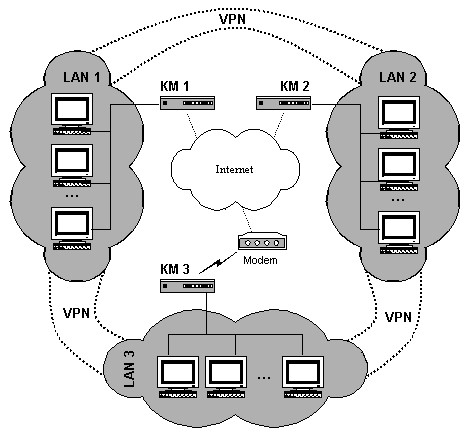 VPN
LAN 1
LAN 2
KM 1
KM 2
Internet
...
...
Modem
KM 3
VPN
VPN
LAN 3
...